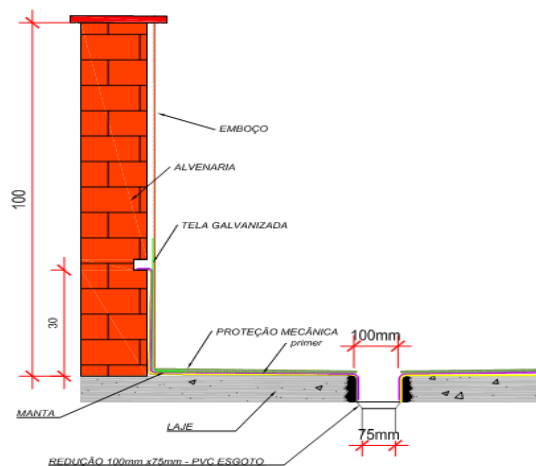 EMBOÇO
ALVENARIA
100
TELA GALVANIZADA
30
PROTEÇÃO MECÂNICA
primer
100mm
MANTA
LAJE
75mm
REDUÇÃO 100mm x75mm - PVC ESGOTO